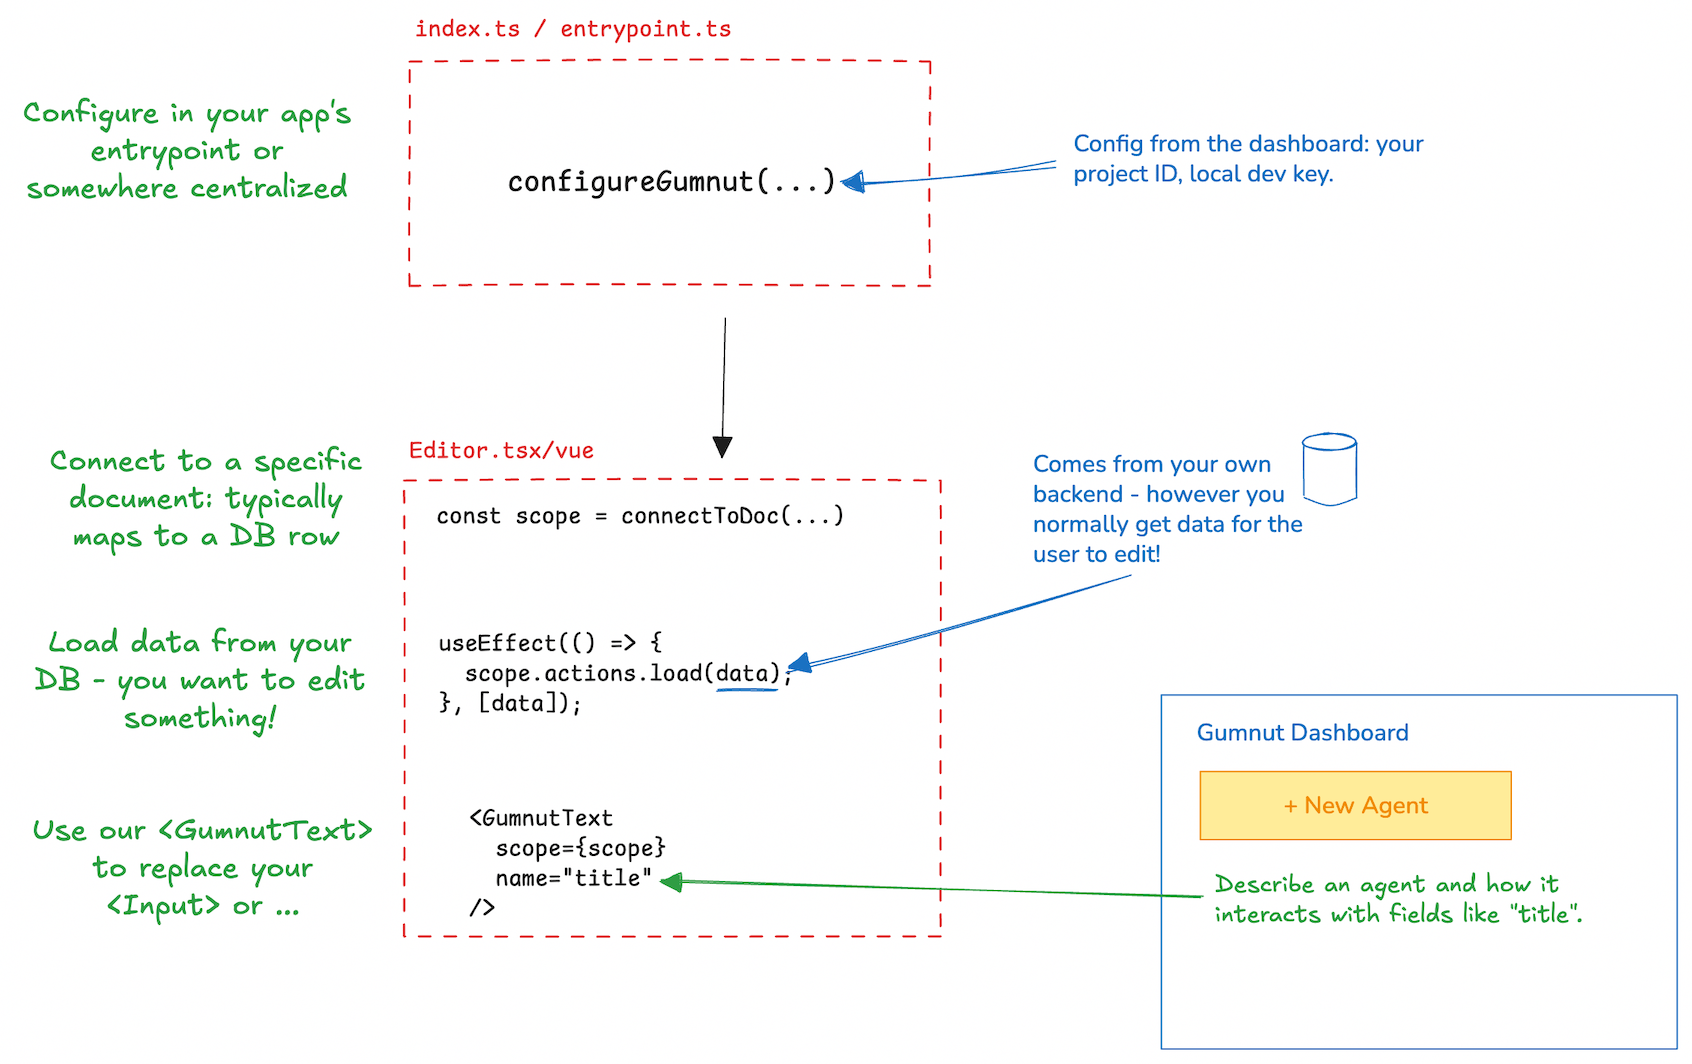 index.ts / entrypoint.ts
Configure in your app's
entrypoint or
somewhere centralized
configureGumnut(...)
Config from the dashboard: your
project ID, local dev key.
Editor.tsx/vue
Connect to a specific
document: typically
maps to a DB row
const scope = connectToDoc(...)
Comes from your own
backend - however you
normally get data for the
user to edit!
Load data from your
DB - you want to edit
something!
useEffect(() => {
scope.actions.load(data);
}, [data]);
Use our <GumnutText>
to replace your
<Input> or ...
<GumnutText
scope={scope}
name="title"
/>
Gumnut Dashboard
+ New Agent
Describe an agent and how it
interacts with fields like "title".